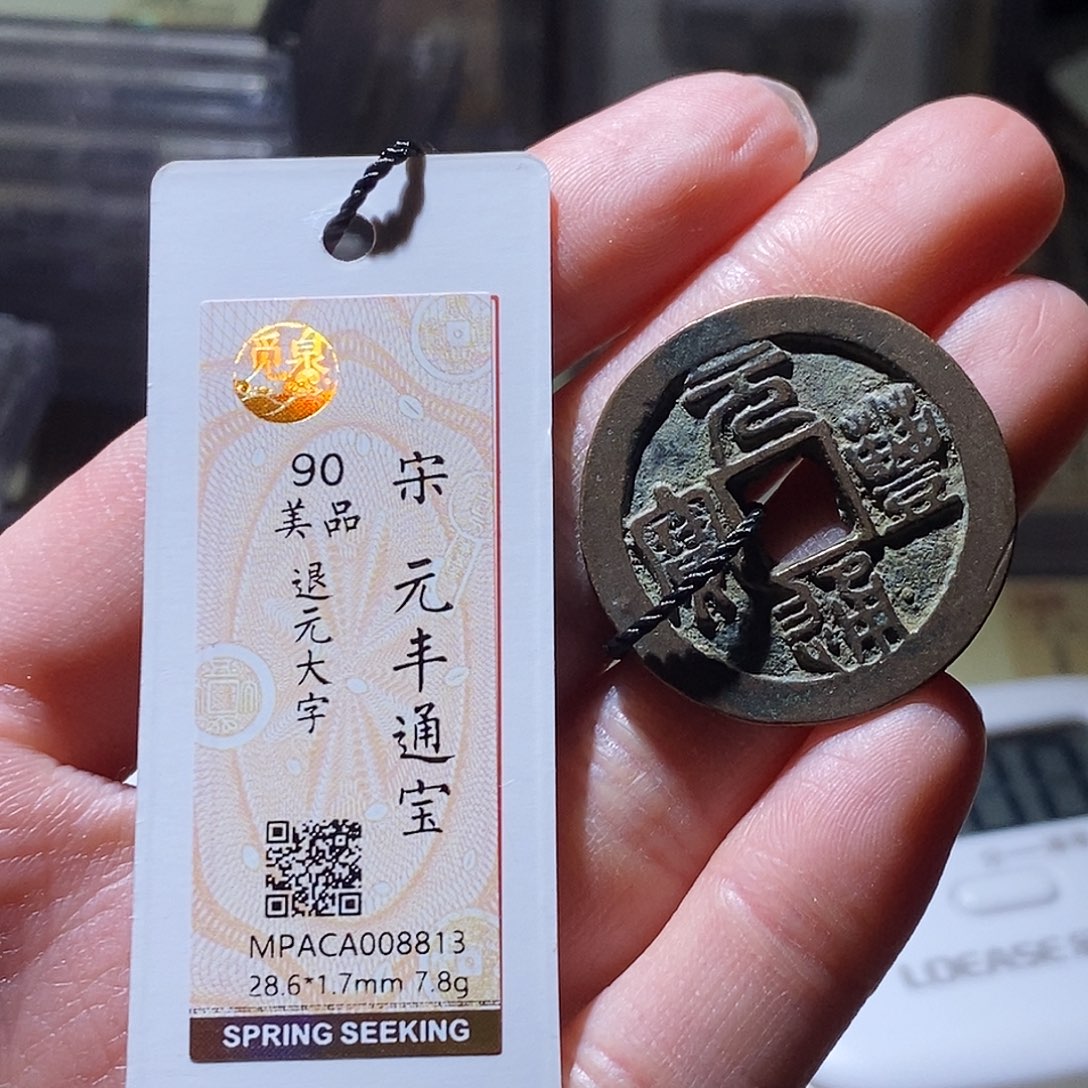 觅泉
宋 元丰通宝
90
美品
退元大字
MPACA008813
28.6*1.7mm 7.8g
SPRING SEEKING
元豐通寶